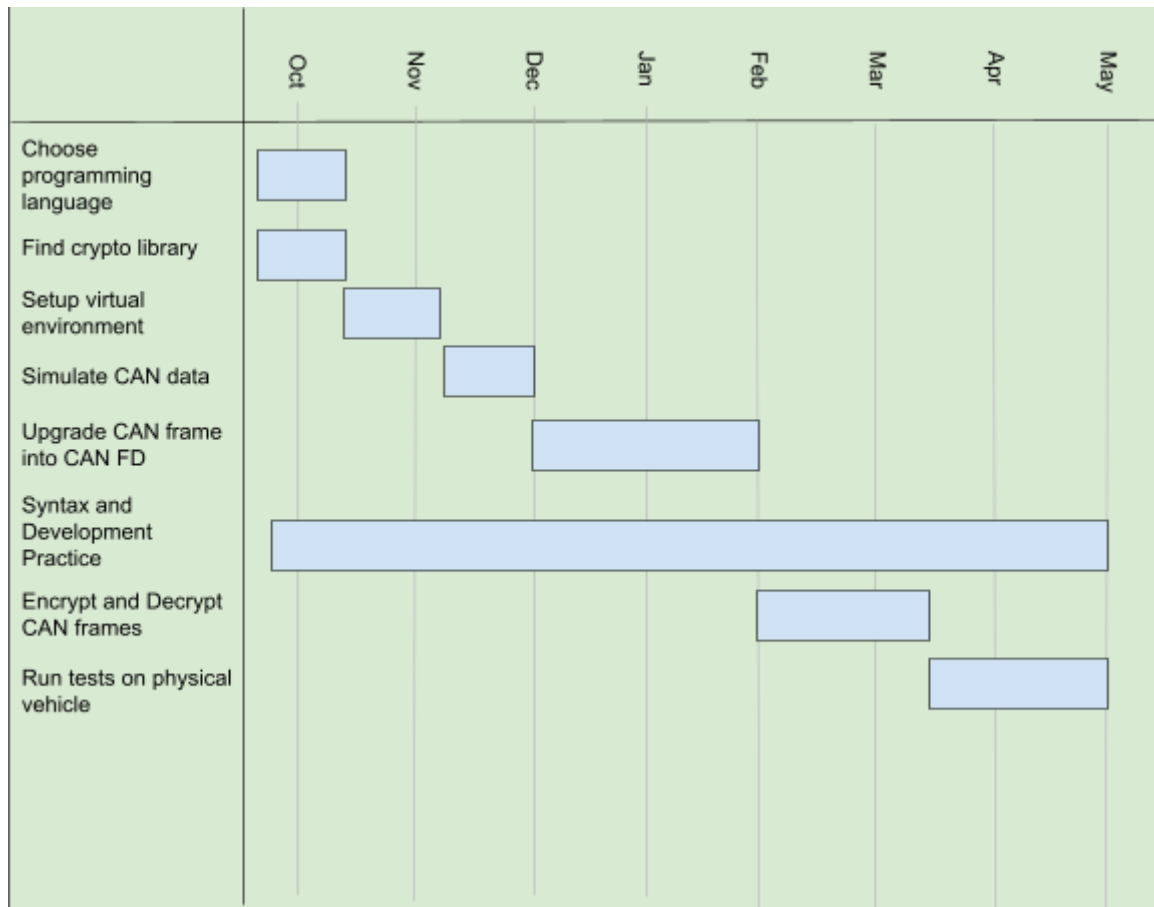 Oct
Nov
Dec
Jan
Feb
Mar
Apr
May
Choose
programming
language
Find crypto library
Setup virtual
environment
Simulate CAN data
Upgrade CAN frame
into CAN FD
Syntax and
Development
Practice
Encrypt and Decrypt
CAN frames
Run tests on physical
vehicle